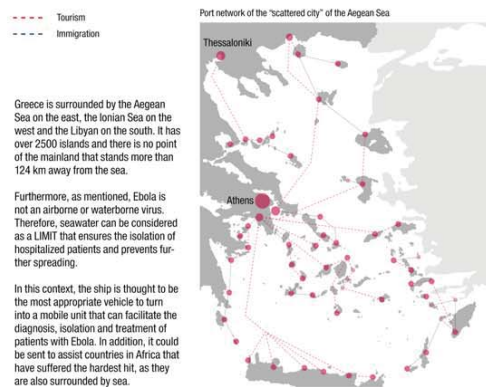 Tourism
Immigration
Port network of the "scattered city" of the Aegean Sea
Thessaloniki
Athens
Greece is surrounded by the Aegean
Sea on the east, the Ionian Sea on the
west and the Libyan on the south. It has
over 2500 islands and there is no point
of the mainland that stands more than
124 km away from the sea.
Furthermore, as mentioned, Ebola is
not an airborne or waterborne virus.
Therefore, seawater can be considered
as a LIMIT that ensures the isolation of
hospitalized patients and prevents fur-
ther spreading.
In this context, the ship is thought to be
the most appropriate vehicle to turn
into a mobile unit that can facilitate the
diagnosis, isolation and treatment of
patients with Ebola. In addition, it could
be sent to assist countries in Africa that
have suffered the hardest hit, as they
are also surrounded by sea.